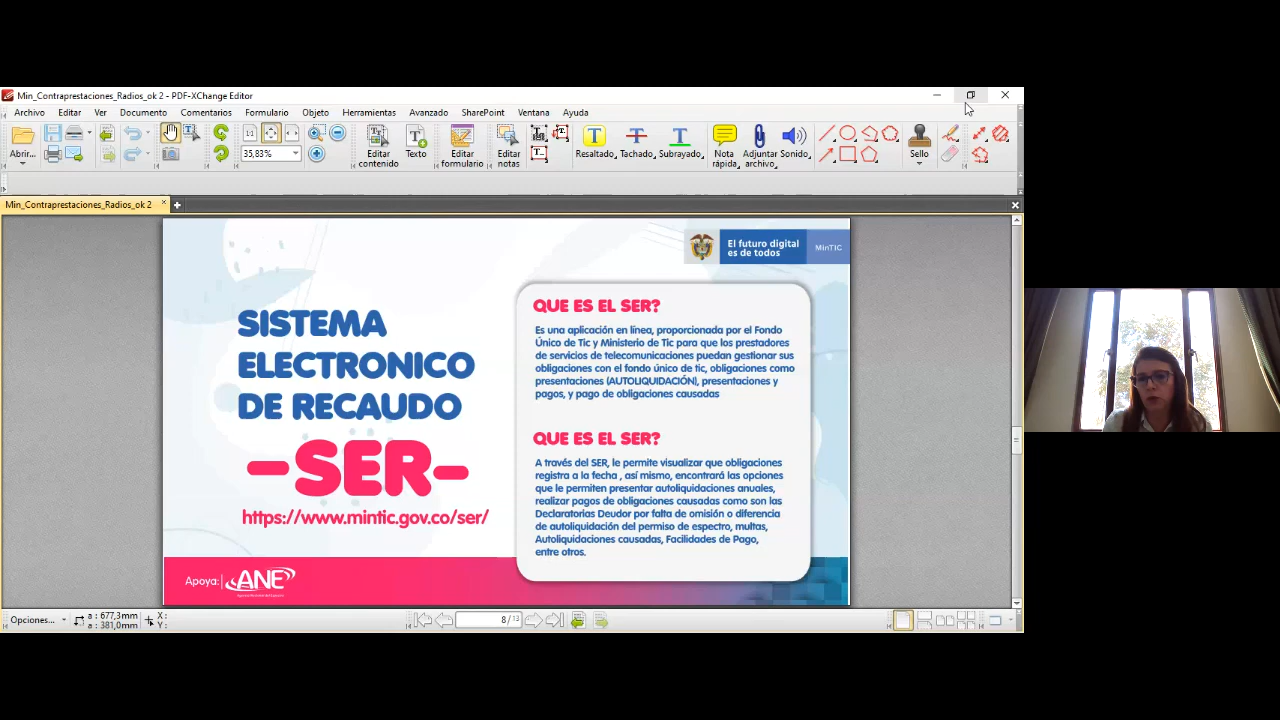 Min_Contraprestaciones_Radios_ok 2 - PDF-XChange Editor
Archivo Editar Ver Documento Comentarios Formulario Objeto Herramientas Avanzado SharePoint Ventana Ayuda
Abrir...
1:1
35,83%
Editar contenido
Texto
Editar formulario
Editar notas
Resaltado
Tachado
Subrayado
Nota rápida
Adjuntar archivo
Sonido
Sello
Min_Contraprestaciones_Radios_ok 2
El futuro digital
es de todos
MinTIC
SISTEMA
ELECTRONICO
DE RECAUDO
-SER-
https://www.mintic.gov.co/ser/
QUE ES EL SER?
Es una aplicación en línea, proporcionada por el Fondo
Único de Tic y Ministerio de Tic para que los prestadores
de servicios de telecomunicaciones puedan gestionar sus
obligaciones con el fondo único de tic, obligaciones como
presentaciones (AUTOLIQUIDACIÓN), presentaciones y
pagos, y pago de obligaciones causadas
QUE ES EL SER?
A través del SER, le permite visualizar que obligaciones
registra a la fecha , así mismo, encontrará las opciones
que le permiten presentar autoliquidaciones anuales,
realizar pagos de obligaciones causadas como son las
Declaratorias Deudor por falta de omisión o diferencia
de autoliquidación del permiso de espectro, multas,
Autoliquidaciones causadas, Facilidades de Pago,
entre otros.
Apoya:
ANE
Opciones...
a : 677,3mm
a : 381,0mm
X:
Y:
8 / 13